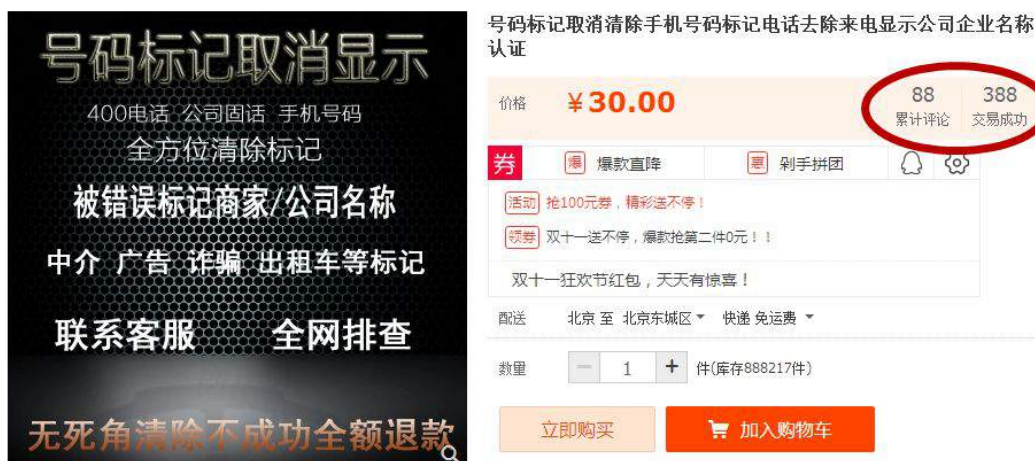 号码标记取消显示
400电话 公司固话 手机号码
全方位清除标记
被错误标记商家/公司名称
中介 广告 诈骗 出租车等标记
联系客服 全网排查
无死角清除不成功全额退款
号码标记取消清除手机号码标记电话去除来电显示公司企业名称
认证
价格 ¥30.00
88 388
累计评论 交易成功
券 爆 爆款直降 惠 剁手拼团
活动 抢100元券，精彩送不停！
领券 双十一送不停，爆款抢第二件0元！！
双十一狂欢节红包，天天有惊喜！
配送 北京 至 北京东城区 快递 免运费
数量 — 1 + 件(库存888217件)
立即购买 加入购物车